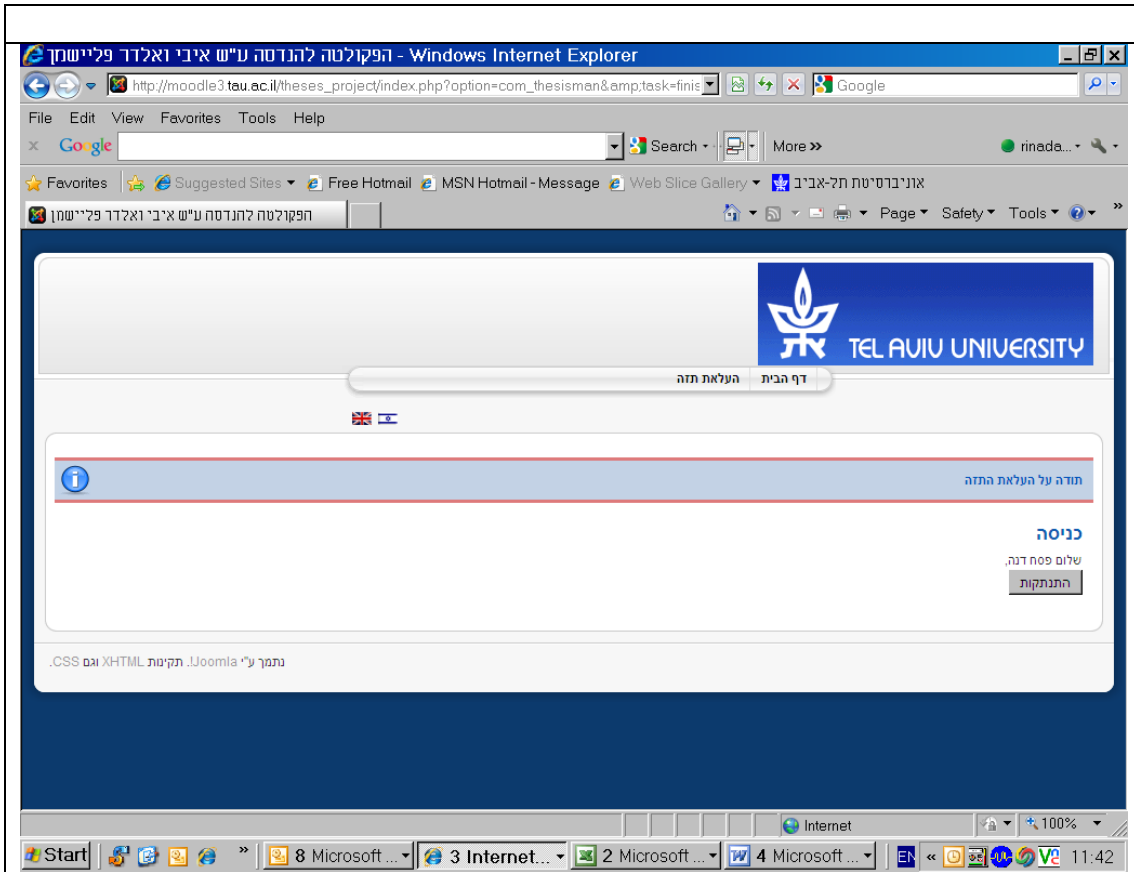 הפקולטה להנדסה ע"ש איבי ואלדר פליישמן - Windows Internet Explorer
http://moodle3.tau.ac.il/theses_project/index.php?option=com_thesisman&amp;task=finis
Google
File Edit View Favorites Tools Help
x Google Search More >> rinada...
Favorites Suggested Sites Free Hotmail MSN Hotmail - Message Web Slice Gallery אוניברסיטת תל-אביב
הפקולטה להנדסה ע"ש איבי ואלדר פליישמן Page Safety Tools »
TEL AVIV UNIVERSITY
דף הבית העלאת תזה
תודה על העלאת התזה
כניסה
שלום פסח דנה,
התנתקות
נתמך ע"י Joomla!. תקינות XHTML וגם CSS.
Internet 100%
Start » 8 Microsoft ... 3 Internet... 2 Microsoft ... 4 Microsoft ... EN « 11:42